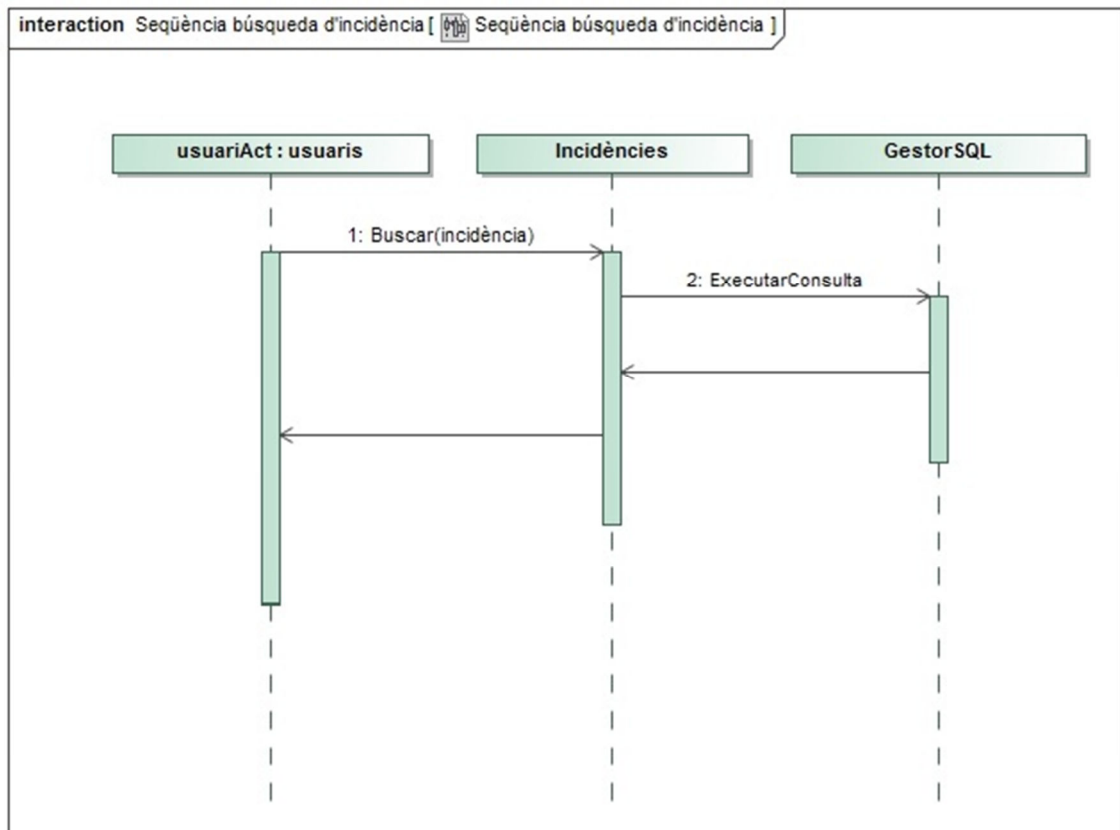 interaction Seqüència búsqueda d'incidència [ Seqüència búsqueda d'incidència ]
usuariAct : usuaris
Incidències
GestorSQL
1: Buscar(incidència)
2: ExecutarConsulta